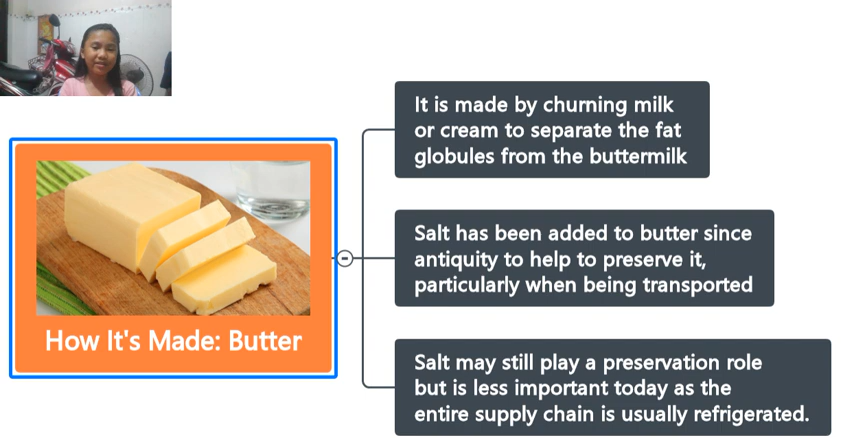 How It's Made: Butter
It is made by churning milk
or cream to separate the fat
globules from the buttermilk
Salt has been added to butter since
antiquity to help to preserve it,
particularly when being transported
Salt may still play a preservation role
but is less important today as the
entire supply chain is usually refrigerated.